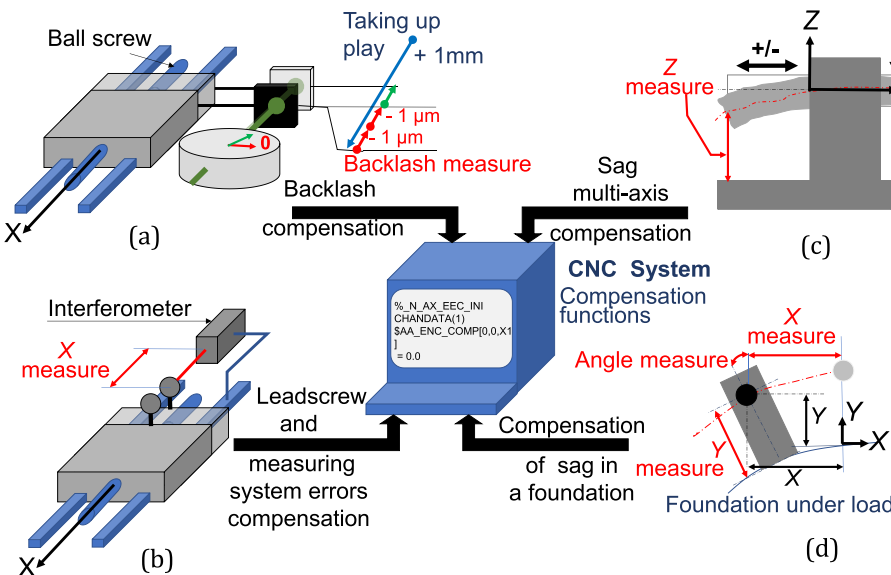 Ball screw
Taking up
play
+ 1mm
- 1 µm
- 1 µm
0
Backlash measure
X
(a)
Backlash
compensation
Z
+/-
Z
measure
Sag
multi-axis
compensation
(c)
CNC System
Compensation
functions
%_N_AX_EEC_INI
CHANDATA(1)
$AA_ENC_COMP[0,0,X1
]
= 0.0
Interferometer
X
measure
Leadscrew
and
measuring
system errors
compensation
X
(b)
X
measure
Angle measure
Y
Y
X
Y
measure
X
Compensation
of sag in
a foundation
Foundation under load
(d)